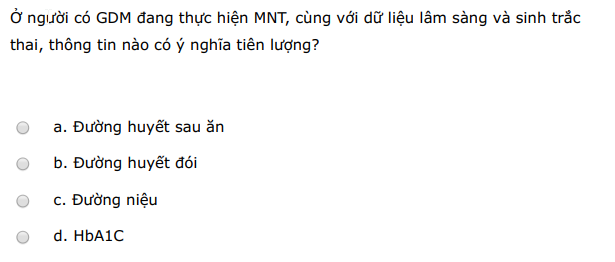 Ở người có GDM đang thực hiện MNT, cùng với dữ liệu lâm sàng và sinh trắc
thai, thông tin nào có ý nghĩa tiên lượng?
a. Đường huyết sau ăn
b. Đường huyết đói
c. Đường niệu
d. HbA1C